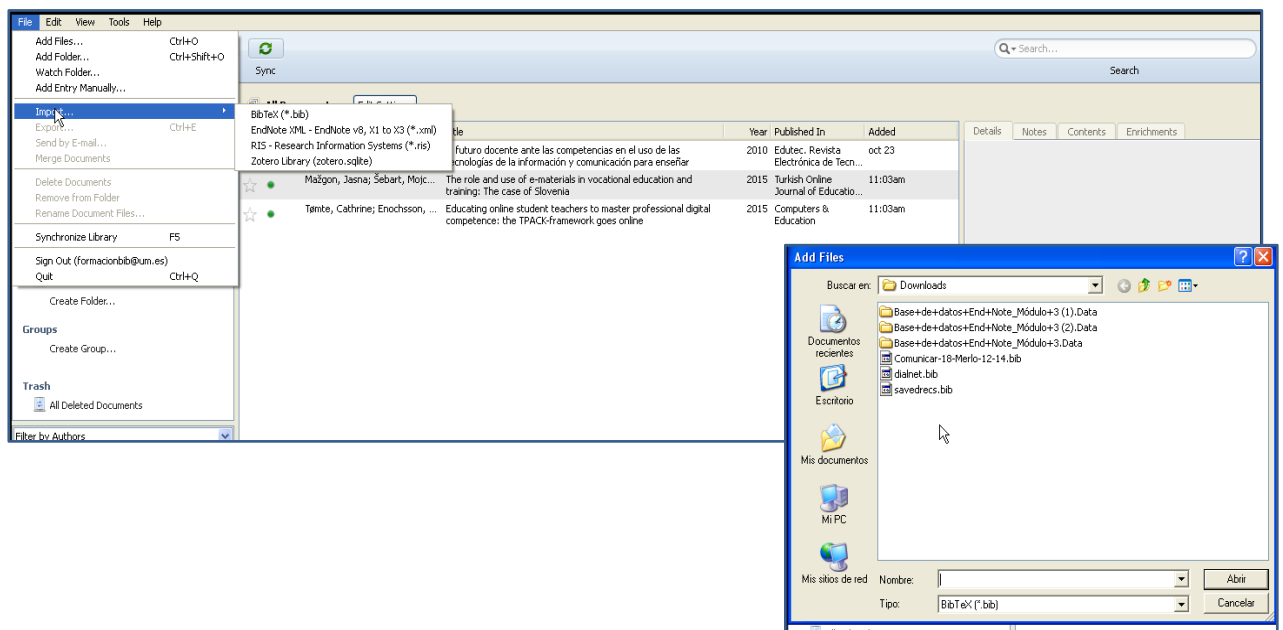 File Edit View Tools Help
Add Files... Ctrl+O
Add Folder... Ctrl+Shift+O
Watch Folder...
Add Entry Manually...
Import...
Export... Ctrl+E
Send by E-mail...
Merge Documents
Delete Documents
Remove from Folder
Rename Document Files...
Synchronize Library F5
Sign Out (formacionbib@um.es)
Quit Ctrl+Q
BibTeX (*.bib)
EndNote XML - EndNote v8, X1 to X3 (*.xml)
RIS - Research Information Systems (*.ris)
Zotero Library (zotero.sqlite)
Create Folder...
Groups
Create Group...
Trash
All Deleted Documents
Filter by Authors
Sync
Search...
Search
Year Published In Added
futuro docente ante las competencias en el uso de las 2010 Edutec. Revista oct 23
de la información y comunicación para enseñar Electrónica de Tecn...
Mažgon, Jasna; Šebart, Mojc... The role and use of e-materials in vocational education and 2015 Turkish Online 11:03am
training: The case of Slovenia Journal of Educatio...
Tømte, Cathrine; Enochsson, ... Educating online student teachers to master professional digital 2015 Computers & 11:03am
competence: the TPACK-framework goes online Education
Details Notes Contents Enrichments
Add Files
Buscar en: Downloads
Documentos
recientes
Escritorio
Mis documentos
Mi PC
Mis sitios de red
Base+de+datos+End+Note_Módulo+3 (1).Data
Base+de+datos+End+Note_Módulo+3 (2).Data
Base+de+datos+End+Note_Módulo+3.Data
Comunicar-18-Merlo-12-14.bib
dialnet.bib
savedrecs.bib
Nombre: Abrir
Tipo: BibTeX (*.bib) Cancelar